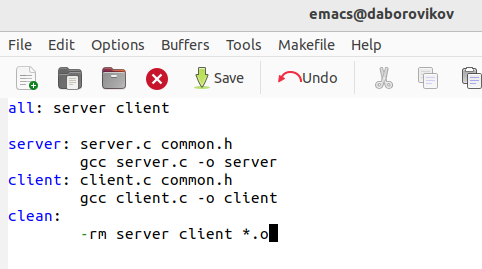 emacs@daborovikov
File Edit Options Buffers Tools Makefile Help
Save Undo
all: server client
server: server.c common.h
        gcc server.c -o server
client: client.c common.h
        gcc client.c -o client
clean:
        -rm server client *.o